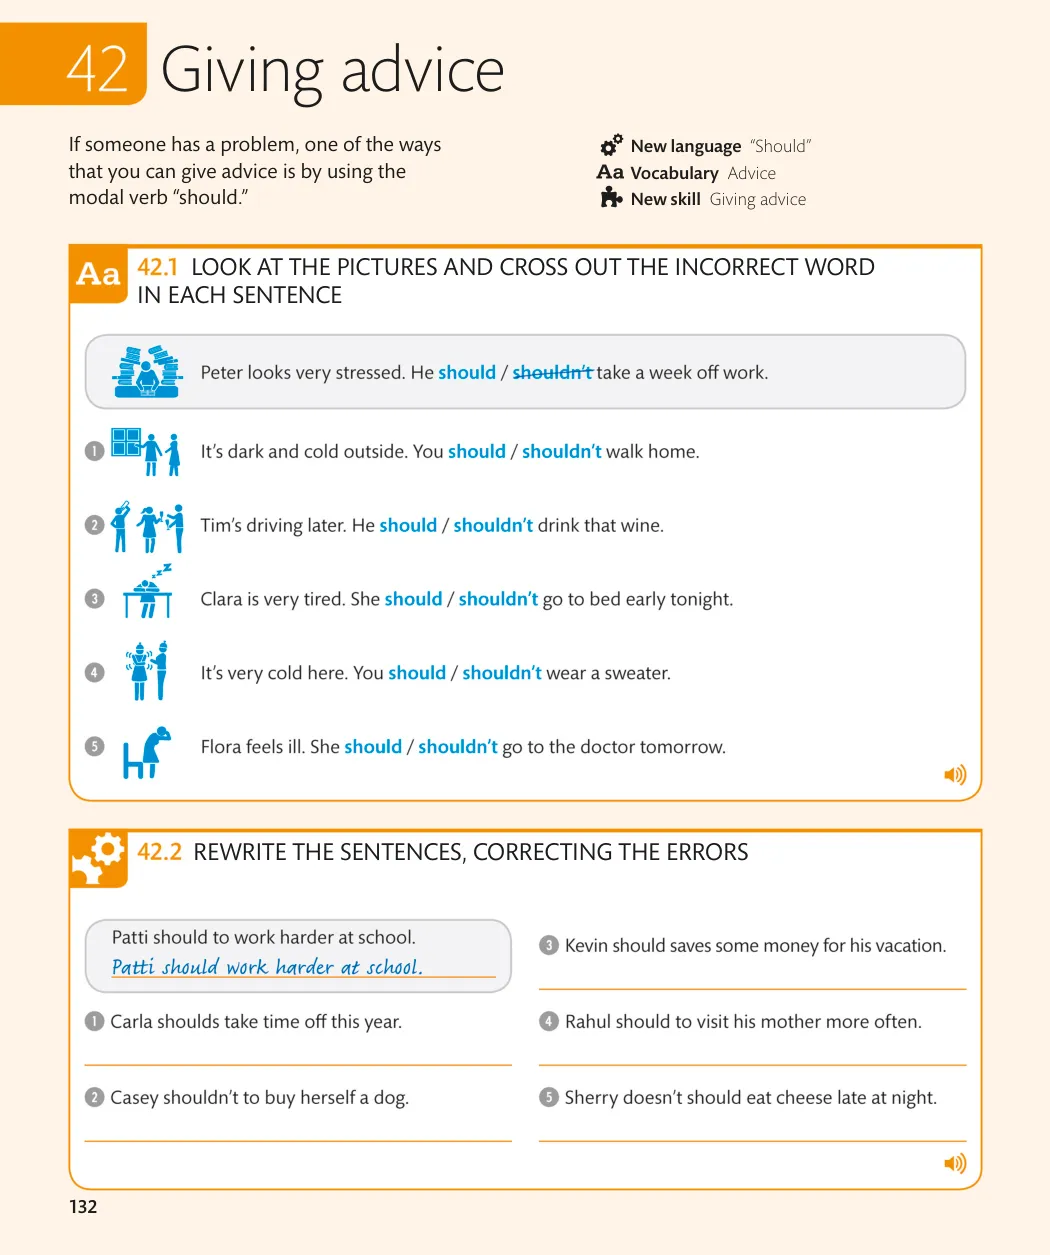 42 Giving advice
If someone has a problem, one of the ways
that you can give advice is by using the
modal verb “should.”
New language “Should”
Aa Vocabulary Advice
New skill Giving advice
Aa 42.1 LOOK AT THE PICTURES AND CROSS OUT THE INCORRECT WORD
IN EACH SENTENCE
Peter looks very stressed. He should / shouldn’t take a week off work.
1 It’s dark and cold outside. You should / shouldn’t walk home.
2 Tim’s driving later. He should / shouldn’t drink that wine.
zzz
3 Clara is very tired. She should / shouldn’t go to bed early tonight.
4 It’s very cold here. You should / shouldn’t wear a sweater.
5 Flora feels ill. She should / shouldn’t go to the doctor tomorrow.
42.2 REWRITE THE SENTENCES, CORRECTING THE ERRORS
Patti should to work harder at school.
Patti should work harder at school.
1 Carla shoulds take time off this year.
2 Casey shouldn’t to buy herself a dog.
3 Kevin should saves some money for his vacation.
4 Rahul should to visit his mother more often.
5 Sherry doesn’t should eat cheese late at night.
132